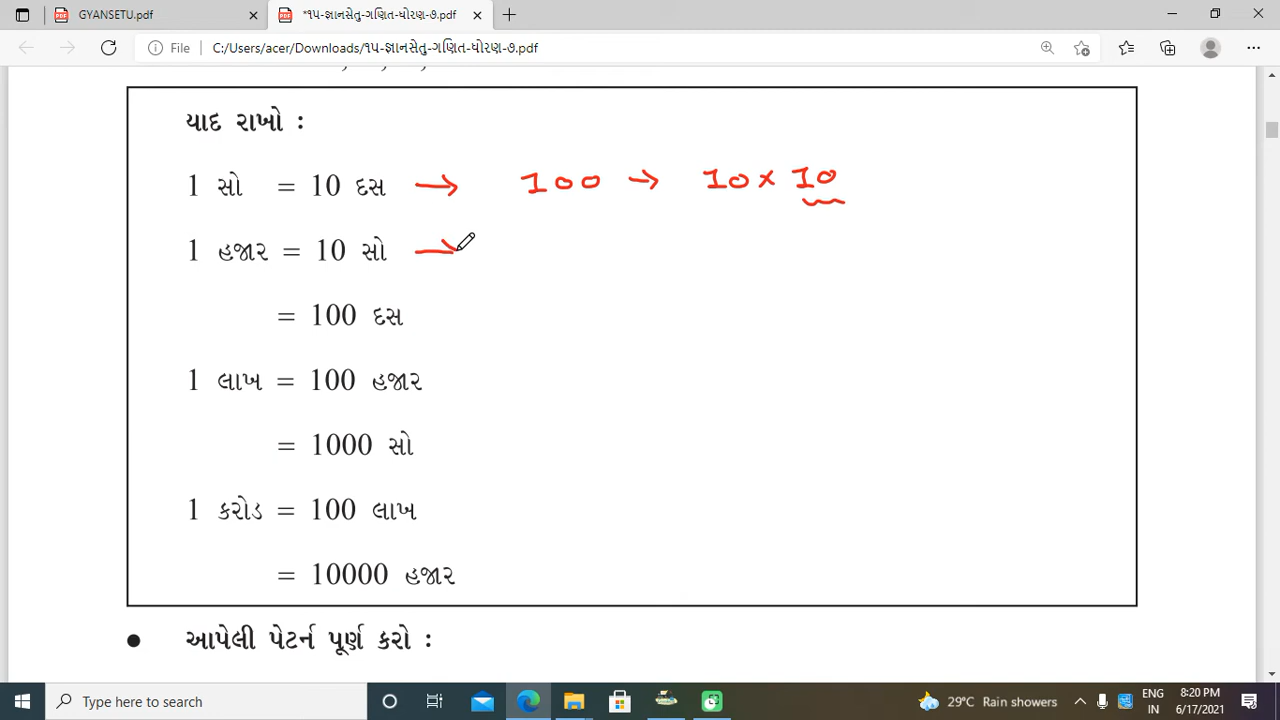 GYANSETU.pdf
*૧૫-જ્ઞાનસેતુ-ગણિત-ધોરણ-૭.pdf
File C:/Users/acer/Downloads/૧૫-જ્ઞાનસેતુ-ગણિત-ધોરણ-૭.pdf
યાદ રાખો :
1 સો = 10 દસ → 100 → 10 × 10
1 હજાર = 10 સો →
= 100 દસ
1 લાખ = 100 હજાર
= 1000 સો
1 કરોડ = 100 લાખ
= 10000 હજાર
● આપેલી પેટર્ન પૂર્ણ કરો :
Type here to search
29°C Rain showers
ENG
IN
8:20 PM
6/17/2021